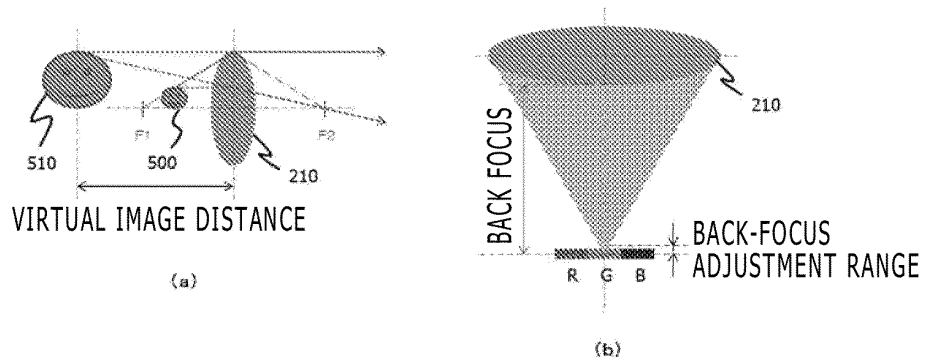 F1
F2
510
500
210
VIRTUAL IMAGE DISTANCE
(a)
210
BACK FOCUS
BACK-FOCUS
ADJUSTMENT RANGE
R G B
(b)